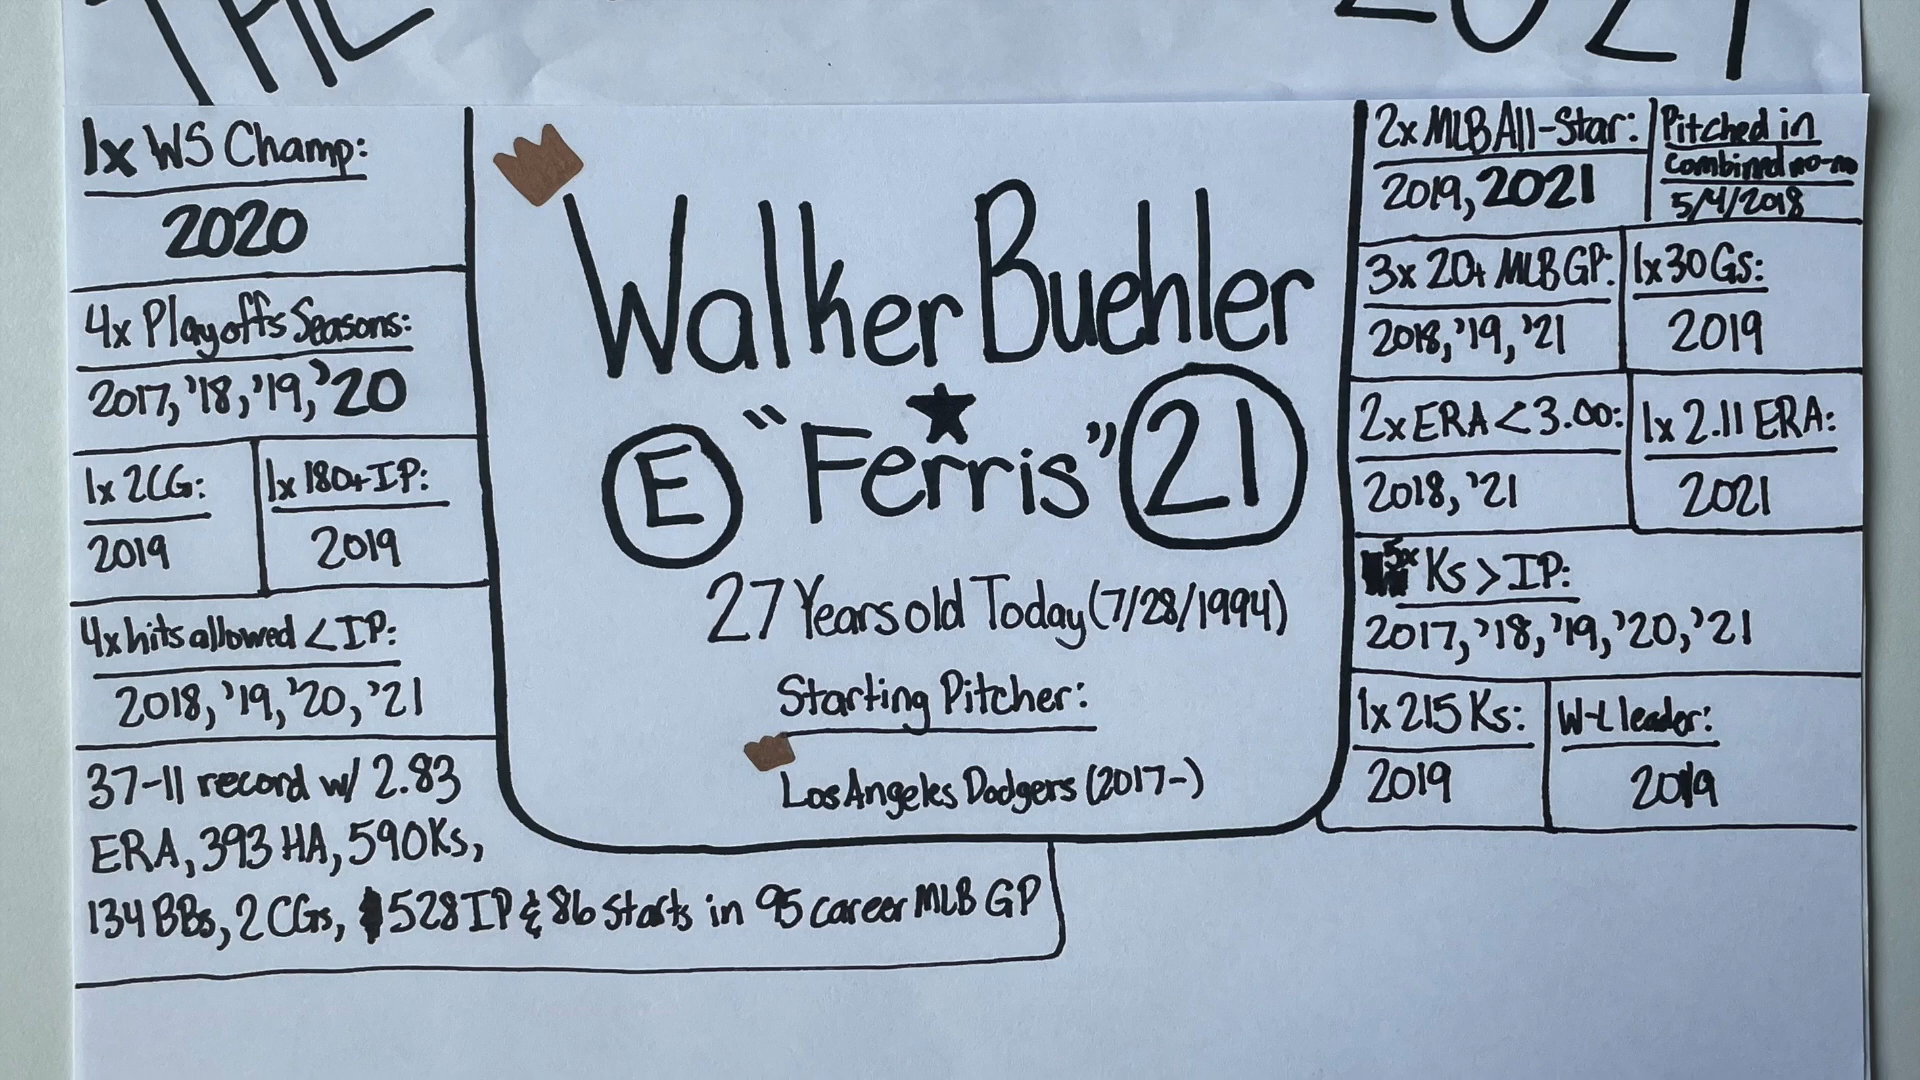 THE
2021
1x WS Champ:
2020
4x Playoffs Seasons:
2017, '18, '19, '20
1x 2CG:
2019
1x 180+ IP:
2019
4x hits allowed < IP:
2018, '19, '20, '21
37-11 record w/ 2.83
ERA, 393 HA, 590Ks,
134 BBs, 2 CGs, 528 IP & 86 starts in 95 career MLB GP
Walker Buehler
E "Ferris" 21
27 Years old Today (7/28/1994)
Starting Pitcher:
Los Angeles Dodgers (2017-)
2x MLB All-Star:
2019, 2021
Pitched in
combined no-no
5/4/2018
3x 20+ MLB GP:
2018, '19, '21
1x 30 Gs:
2019
2x ERA < 3.00:
2018, '21
1x 2.11 ERA:
2021
5x Ks > IP:
2017, '18, '19, '20, '21
1x 215 Ks:
2019
W-L leader:
2019